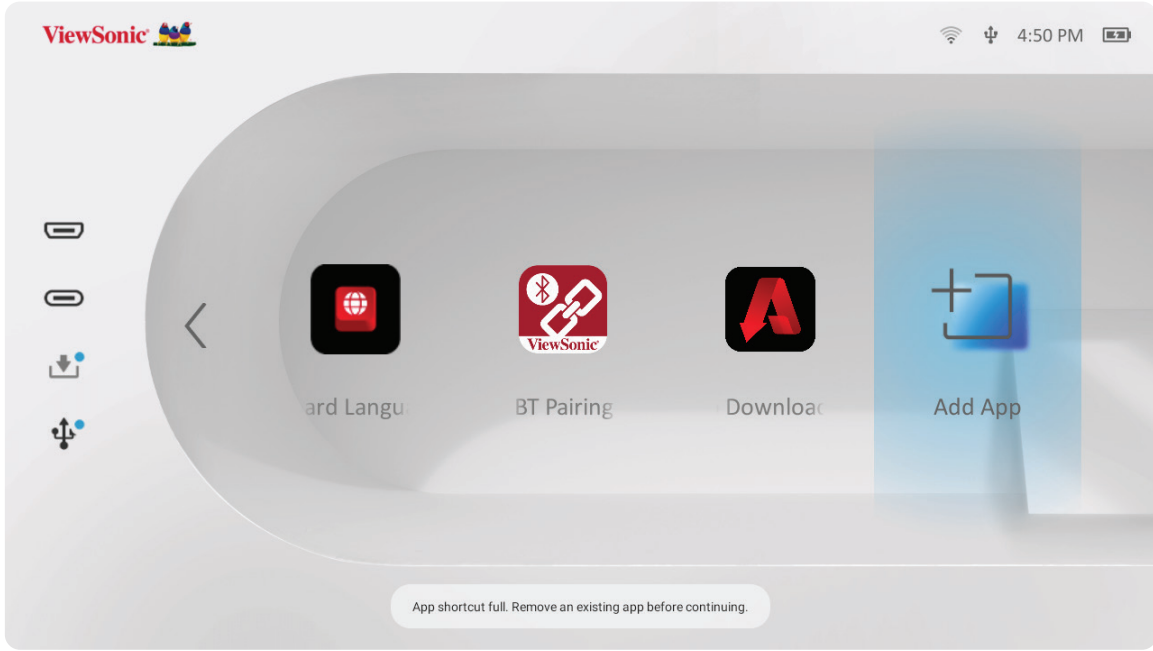 ViewSonic
4:50 PM
ViewSonic
ard Langu
BT Pairing
Download
Add App
App shortcut full. Remove an existing app before continuing.